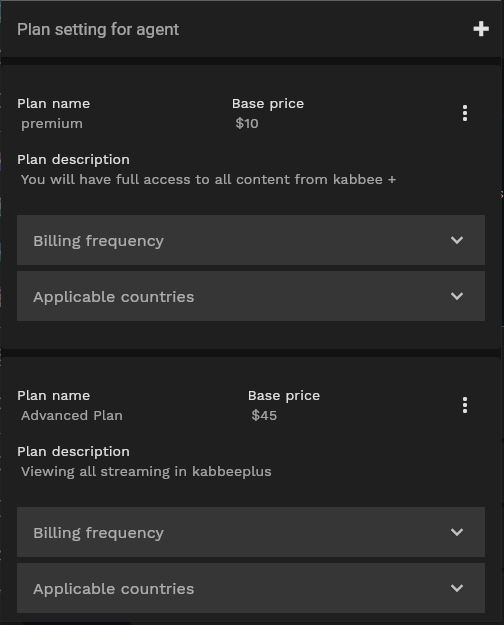 Plan setting for agent
Plan name Base price
premium $10
Plan description
You will have full access to all content from kabbee +
Billing frequency
Applicable countries
Plan name Base price
Advanced Plan $45
Plan description
Viewing all streaming in kabbeeplus
Billing frequency
Applicable countries